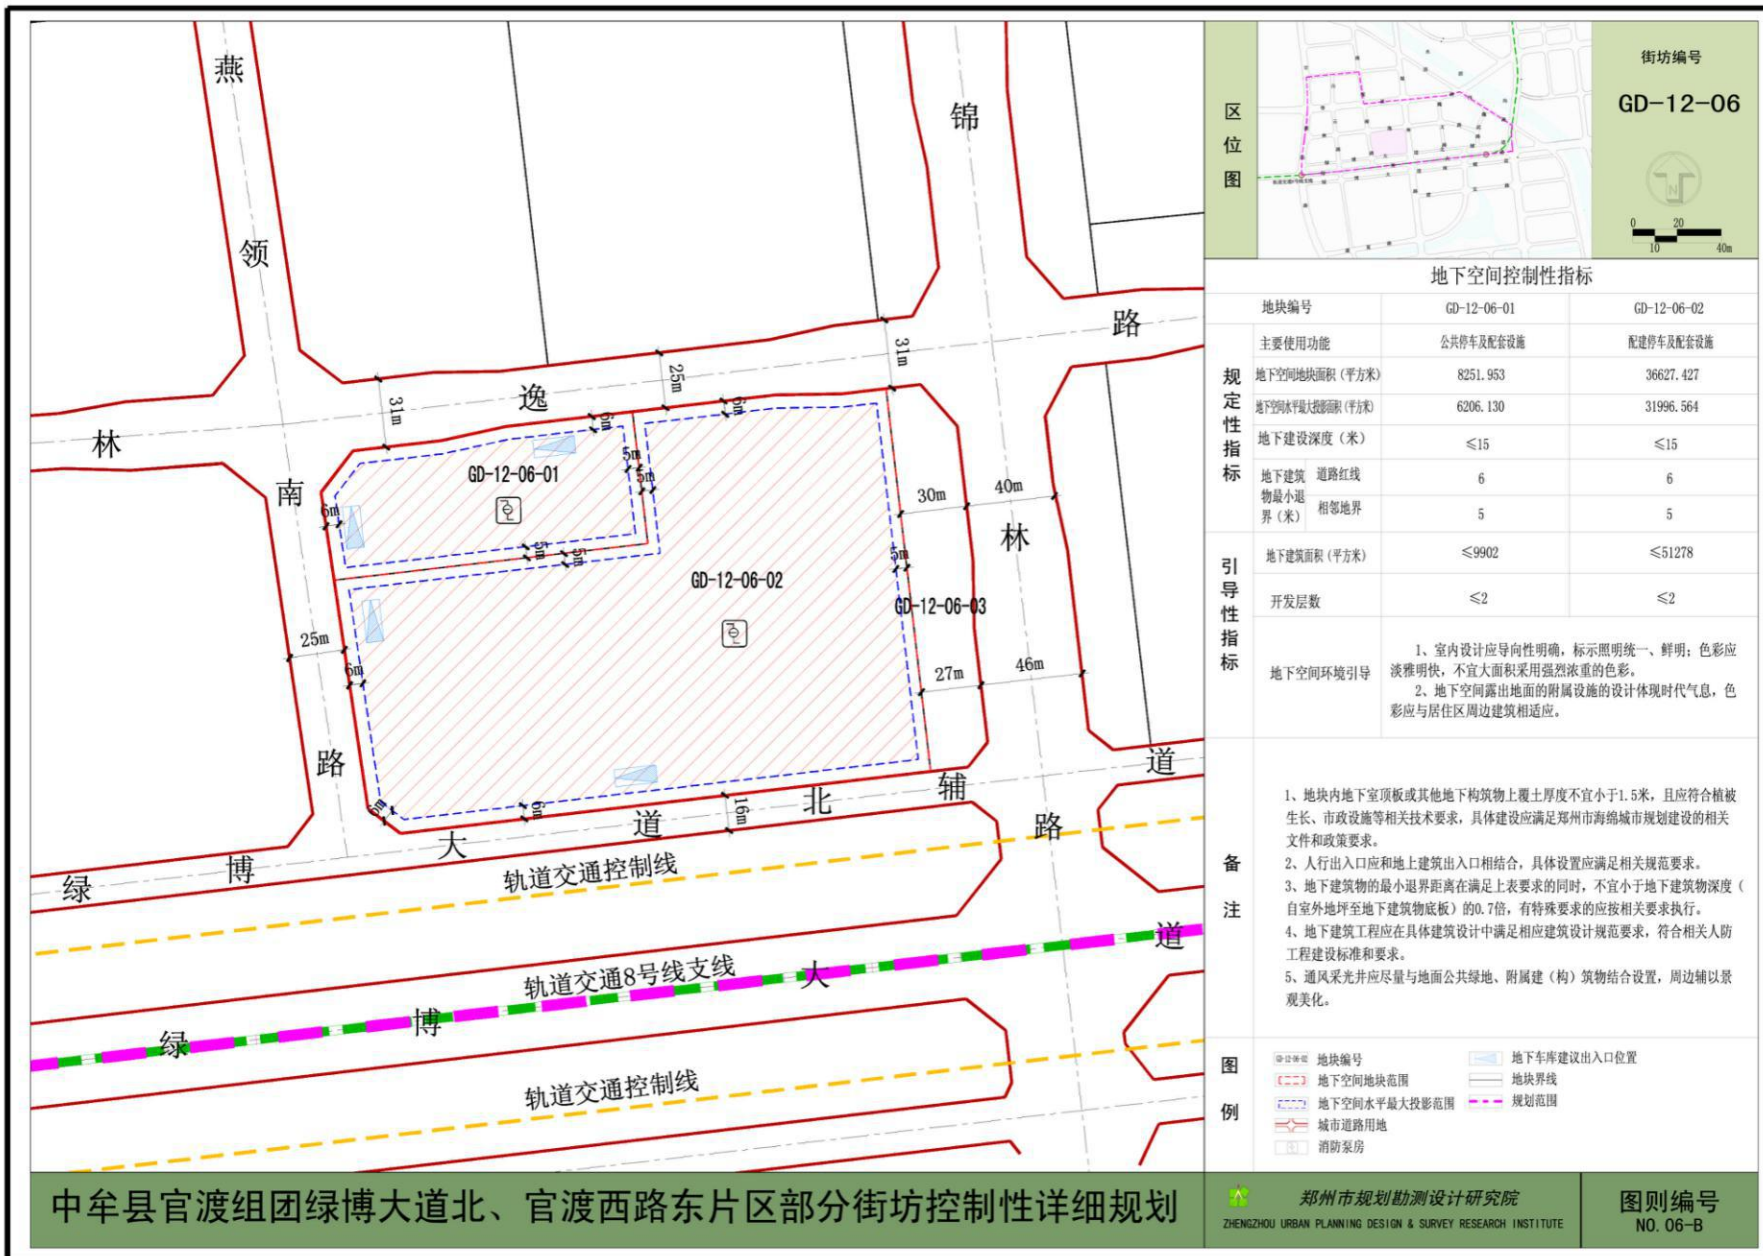 燕
领
南
路
锦
林
路
林
逸
路
31m
25m
31m
6m
6m
5m
5m
GD-12-06-01
6m
5m
5m
30m
40m
5m
GD-12-06-02
GD-12-06-03
25m
6m
27m
46m
6m
6m
16m
绿
博
大
道
北
辅
道
轨道交通控制线
轨道交通8号线支线
绿
博
大
道
轨道交通控制线
区位图
街坊编号
GD-12-06
N
0 20
10 40m
地下空间控制性指标
地块编号 GD-12-06-01 GD-12-06-02
规定性指标
主要使用功能 公共停车及配套设施 配建停车及配套设施
地下空间地块面积(平方米) 8251.953 36627.427
地下空间水平最大投影面积(平方米) 6206.130 31996.564
地下建设深度(米) ≤15 ≤15
地下建筑物最小退界(米) 道路红线 6 6
相邻地界 5 5
引导性指标
地下建筑面积(平方米) ≤9902 ≤51278
开发层数 ≤2 ≤2
地下空间环境引导
1、室内设计应导向性明确,标示照明统一、鲜明;色彩应
淡雅明快,不宜大面积采用强烈浓重的色彩。
2、地下空间露出地面的附属设施的设计体现时代气息,色
彩应与居住区周边建筑相适应。
备注
1、地块内地下室顶板或其他地下构筑物上覆土厚度不宜小于1.5米,且应符合植被
生长、市政设施等相关技术要求,具体建设应满足郑州市海绵城市规划建设的相关
文件和政策要求。
2、人行出入口应和地上建筑出入口相结合,具体设置应满足相关规范要求。
3、地下建筑物的最小退界距离在满足上表要求的同时,不宜小于地下建筑物深度(
自室外地坪至地下建筑物底板)的0.7倍,有特殊要求的应按相关要求执行。
4、地下建筑工程应在具体建筑设计中满足相应建筑设计规范要求,符合相关人防
工程建设标准和要求。
5、通风采光井应尽量与地面公共绿地、附属建(构)筑物结合设置,周边辅以景
观美化。
图例
地块编号
地下空间地块范围
地下空间水平最大投影范围
城市道路用地
消防泵房
地下车库建议出入口位置
地块界线
规划范围
中牟县官渡组团绿博大道北、官渡西路东片区部分街坊控制性详细规划
郑州市规划勘测设计研究院
ZHENGZHOU URBAN PLANNING DESIGN & SURVEY RESEARCH INSTITUTE
图则编号
NO. 06-B